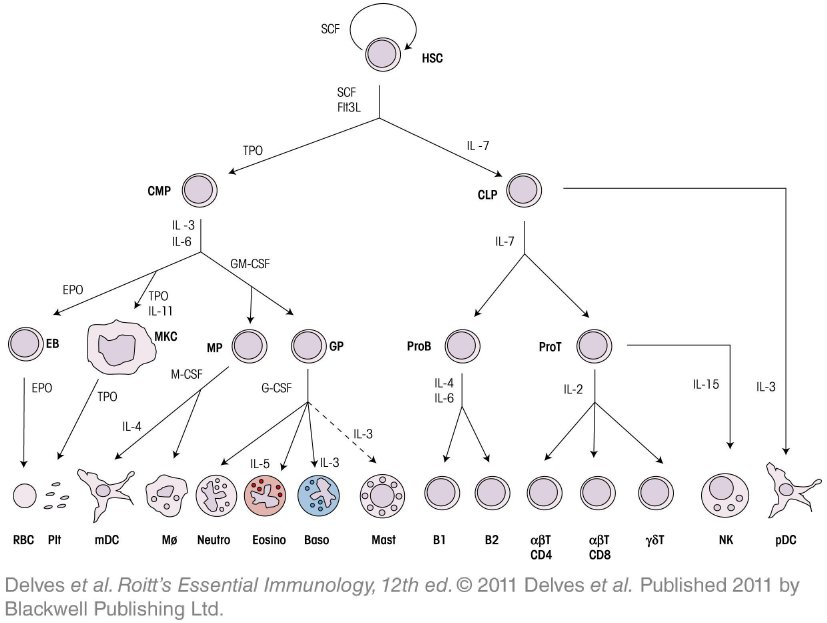 SCF
HSC
SCF
Flt3L
TPO
IL -7
CMP
CLP
IL -3
IL-6
IL-7
GM-CSF
EPO
TPO
IL-11
EB
MKC
MP
GP
ProB
ProT
EPO
TPO
M-CSF
G-CSF
IL-4
IL-6
IL-2
IL-15
IL-3
IL-4
IL-5
IL-3
IL-3
RBC
Plt
mDC
Mø
Neutro
Eosino
Baso
Mast
B1
B2
αβT
CD4
αβT
CD8
γδT
NK
pDC
Delves et al. Roitt's Essential Immunology, 12th ed. © 2011 Delves et al. Published 2011 by
Blackwell Publishing Ltd.